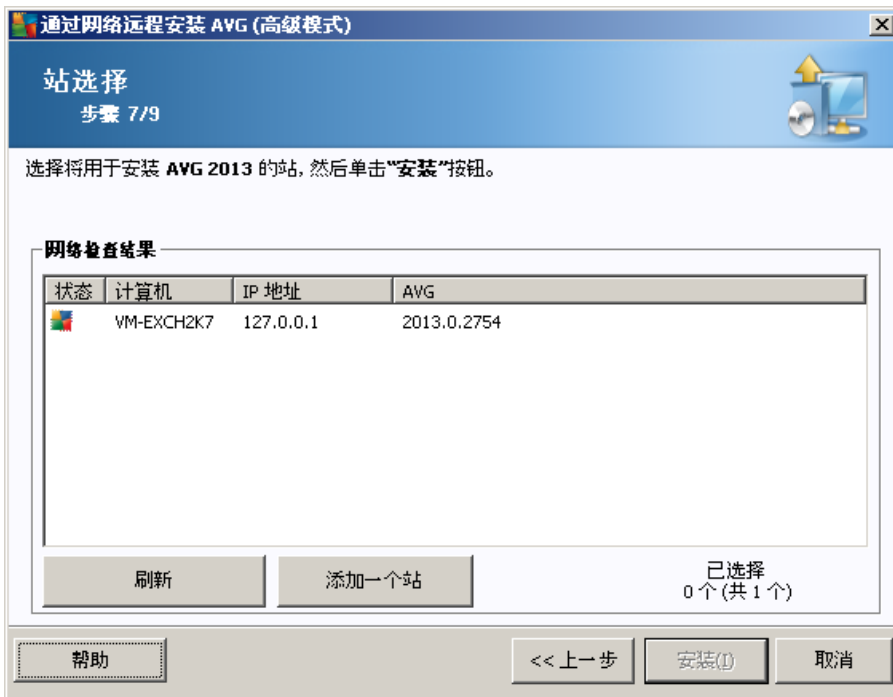 通过网络远程安装 AVG (高级模式)
站选择
步骤 7/9
选择将用于安装 AVG 2013 的站, 然后单击"安装"按钮。
网络检查结果
状态 计算机 IP 地址 AVG
VM-EXCH2K7 127.0.0.1 2013.0.2754
刷新 添加一个站 已选择
0 个 (共 1 个)
帮助 << 上一步 安装(I) 取消